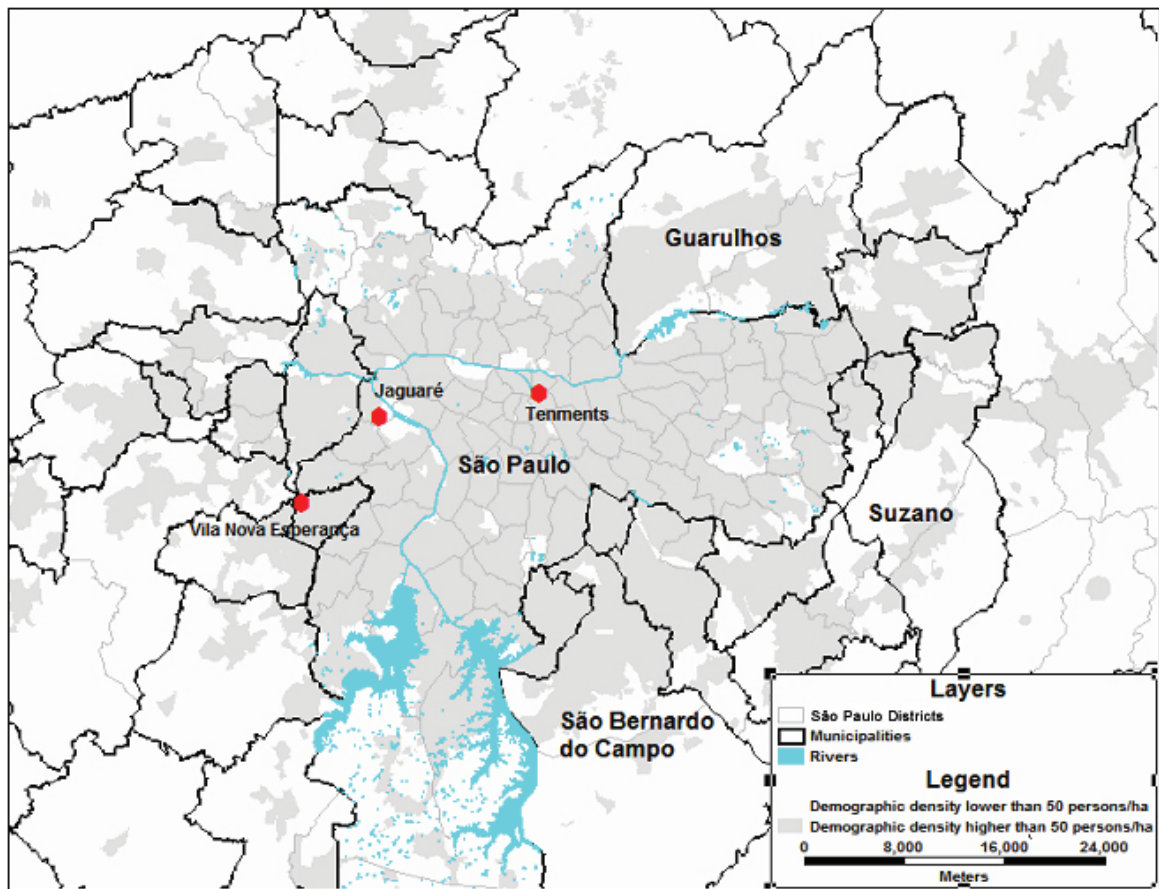 Guarulhos
Jaguaré
Tenments
São Paulo
Suzano
Vila Nova Esperança
São Bernardo
do Campo
Layers
São Paulo Districts
Municipalities
Rivers
Legend
Demographic density lower than 50 persons/ha
Demographic density higher than 50 persons/ha
0 8,000 16,000 24,000
Meters